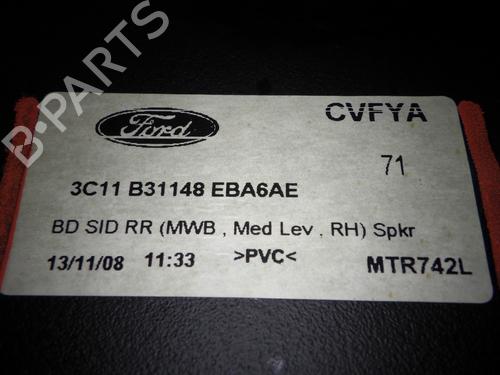 B-PARTS
Ford
CVFYA
71
3C11 B31148 EBA6AE
BD SID RR (MWB , Med Lev , RH) Spkr
13/11/08 11:33 >PVC< MTR742L